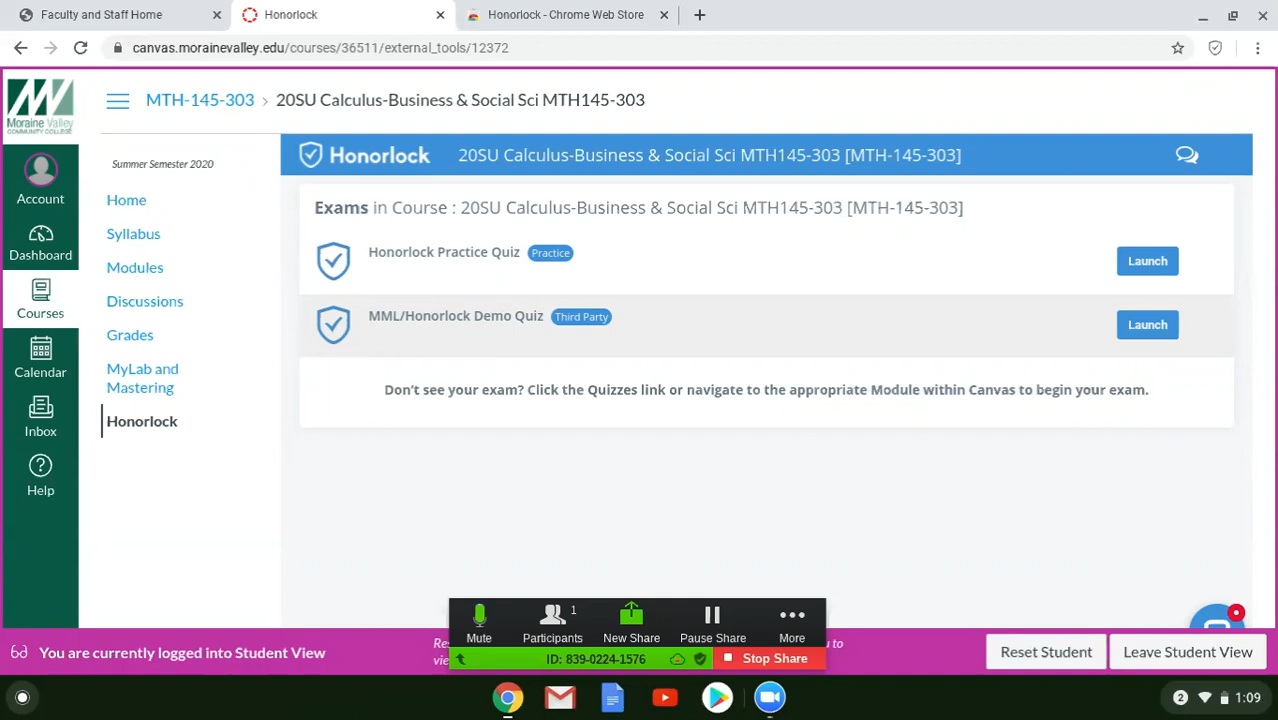 Faculty and Staff Home
Honorlock
Honorlock - Chrome Web Store
canvas.morainevalley.edu/courses/36511/external_tools/12372
Moraine Valley
COMMUNITY COLLEGE
MTH-145-303 › 20SU Calculus-Business & Social Sci MTH145-303
Account
Dashboard
Courses
Calendar
Inbox
Help
Summer Semester 2020
Home
Syllabus
Modules
Discussions
Grades
MyLab and
Mastering
Honorlock
Honorlock 20SU Calculus-Business & Social Sci MTH145-303 [MTH-145-303]
Exams in Course : 20SU Calculus-Business & Social Sci MTH145-303 [MTH-145-303]
Honorlock Practice Quiz Practice
Launch
MML/Honorlock Demo Quiz Third Party
Launch
Don't see your exam? Click the Quizzes link or navigate to the appropriate Module within Canvas to begin your exam.
1
Mute Participants New Share Pause Share More
ID: 839-0224-1576 Stop Share
You are currently logged into Student View
to
Reset Student
Leave Student View
2 1:09